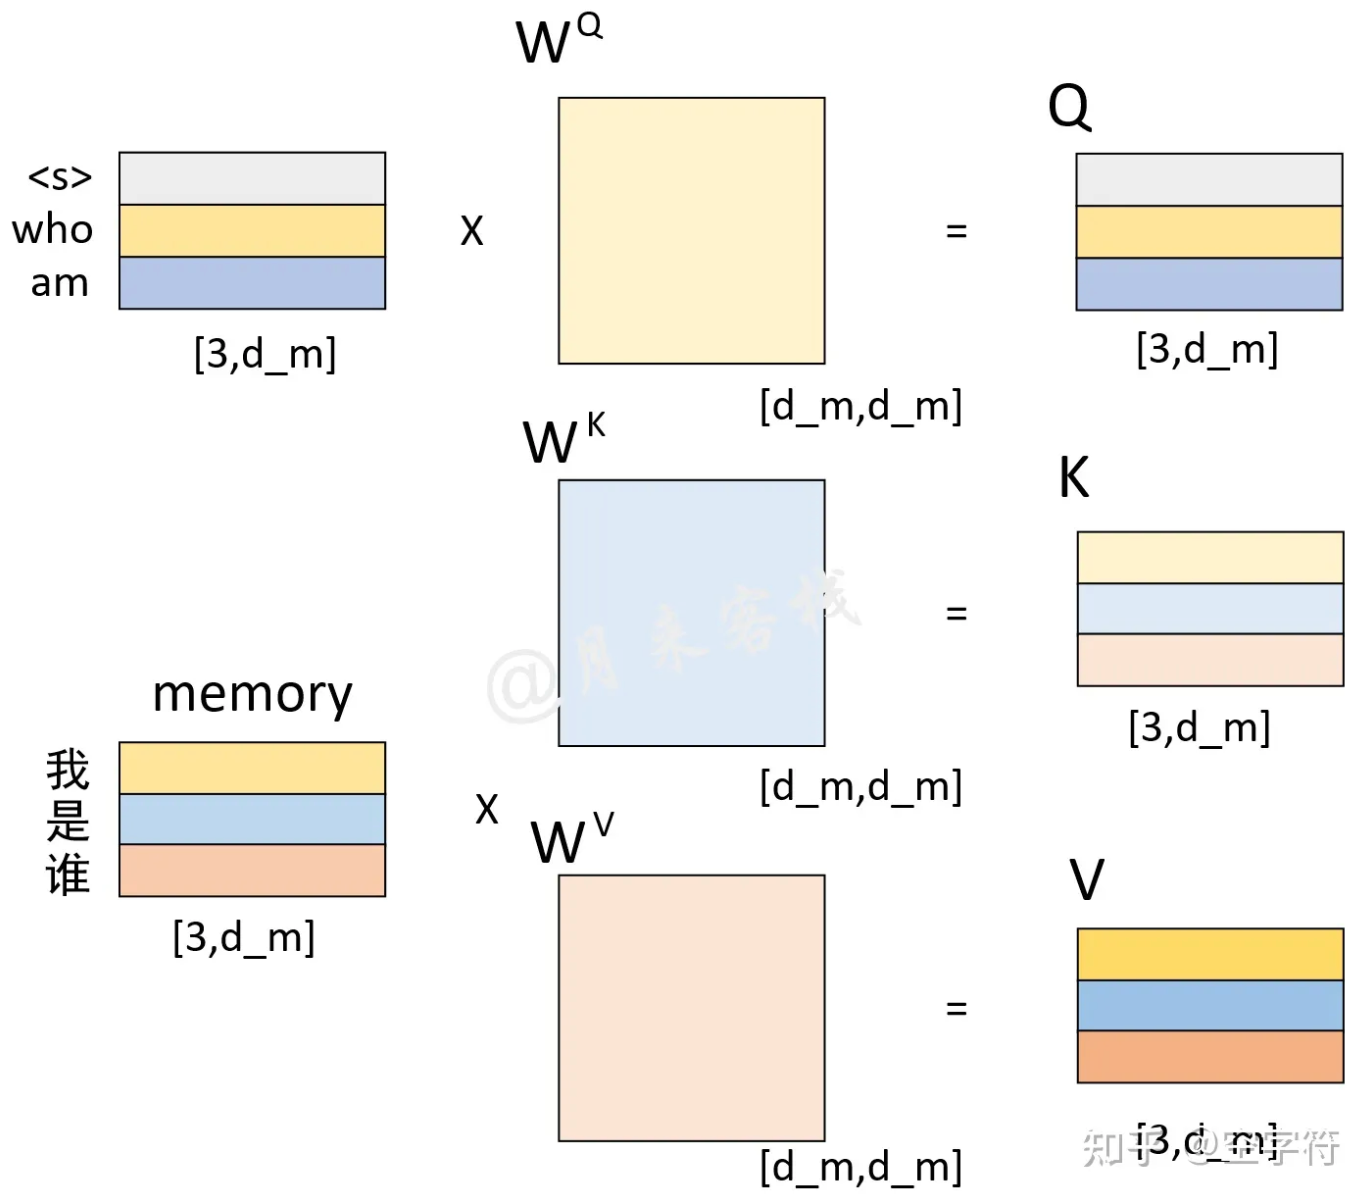 W^Q
Q
<s>
who
am
X
=
[3,d_m]
[3,d_m]
[d_m,d_m]
W^K
K
=
@月来客栈
memory
[3,d_m]
我
是
谁
[d_m,d_m]
X
W^V
V
[3,d_m]
=
[3,d_m]
知乎 @空字符
[d_m,d_m]